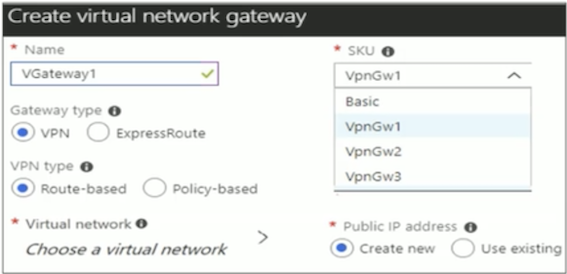 Create virtual network gateway
* Name
VGateway1
Gateway type
VPN ExpressRoute
VPN type
Route-based Policy-based
* Virtual network
Choose a virtual network
* SKU
VpnGw1
Basic
VpnGw1
VpnGw2
VpnGw3
* Public IP address
Create new Use existing